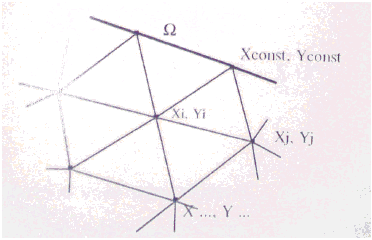 Ω
Xconst, Yconst
Xi, Yi
Xj, Yj
X ..., Y ...